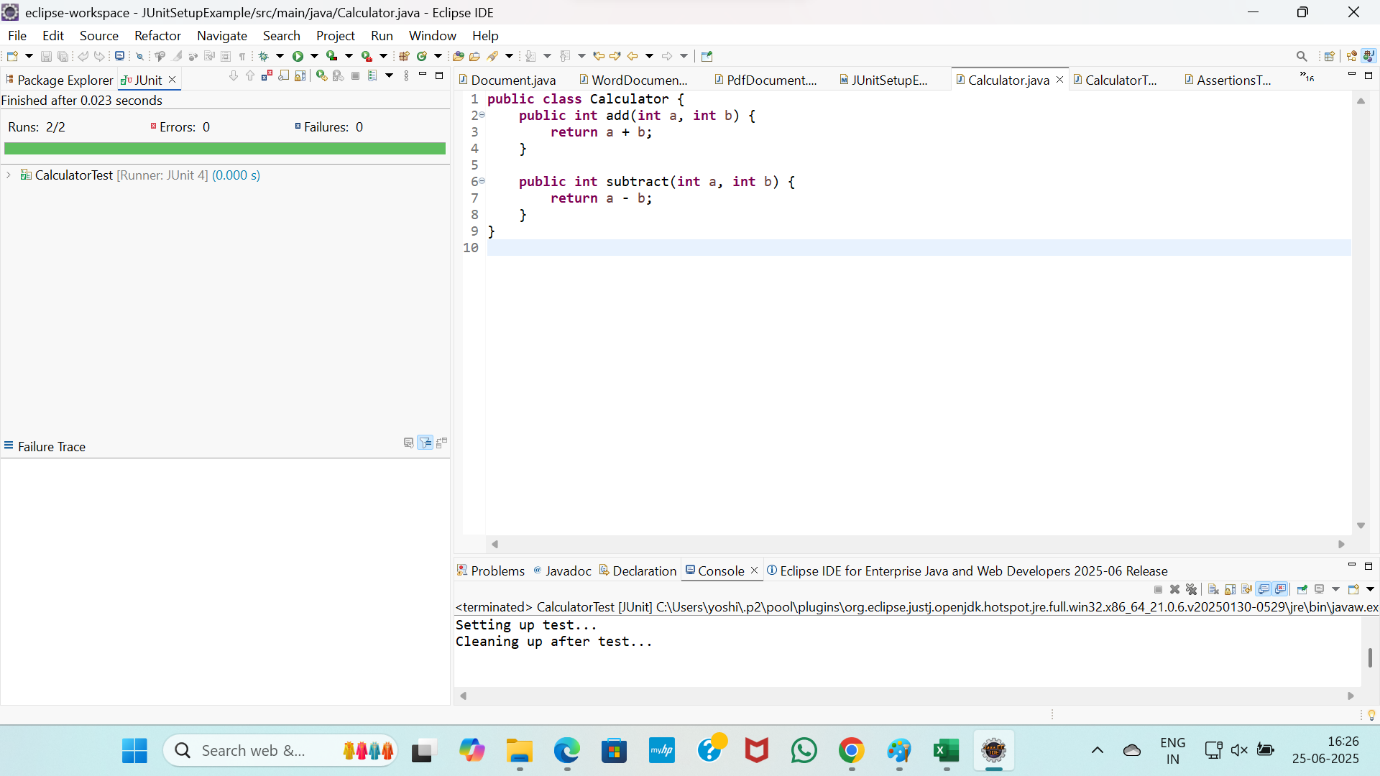 eclipse-workspace - JUnitSetupExample/src/main/java/Calculator.java - Eclipse IDE
File Edit Source Refactor Navigate Search Project Run Window Help
Package Explorer JUnit
Finished after 0.023 seconds
Runs: 2/2 Errors: 0 Failures: 0
CalculatorTest [Runner: JUnit 4] (0.000 s)
Failure Trace
Document.java WordDocumen... PdfDocument.... JUnitSetupE... Calculator.java CalculatorT... AssertionsT... »16
1 public class Calculator {
2 public int add(int a, int b) {
3 return a + b;
4 }
5
6 public int subtract(int a, int b) {
7 return a - b;
8 }
9 }
10
Problems Javadoc Declaration Console Eclipse IDE for Enterprise Java and Web Developers 2025-06 Release
<terminated> CalculatorTest [JUnit] C:\Users\yoshi\.p2\pool\plugins\org.eclipse.justj.openjdk.hotspot.jre.full.win32.x86_64_21.0.6.v20250130-0529\jre\bin\javaw.ex
Setting up test...
Cleaning up after test...
Search web &...
myhp
ENG
IN
16:26
25-06-2025